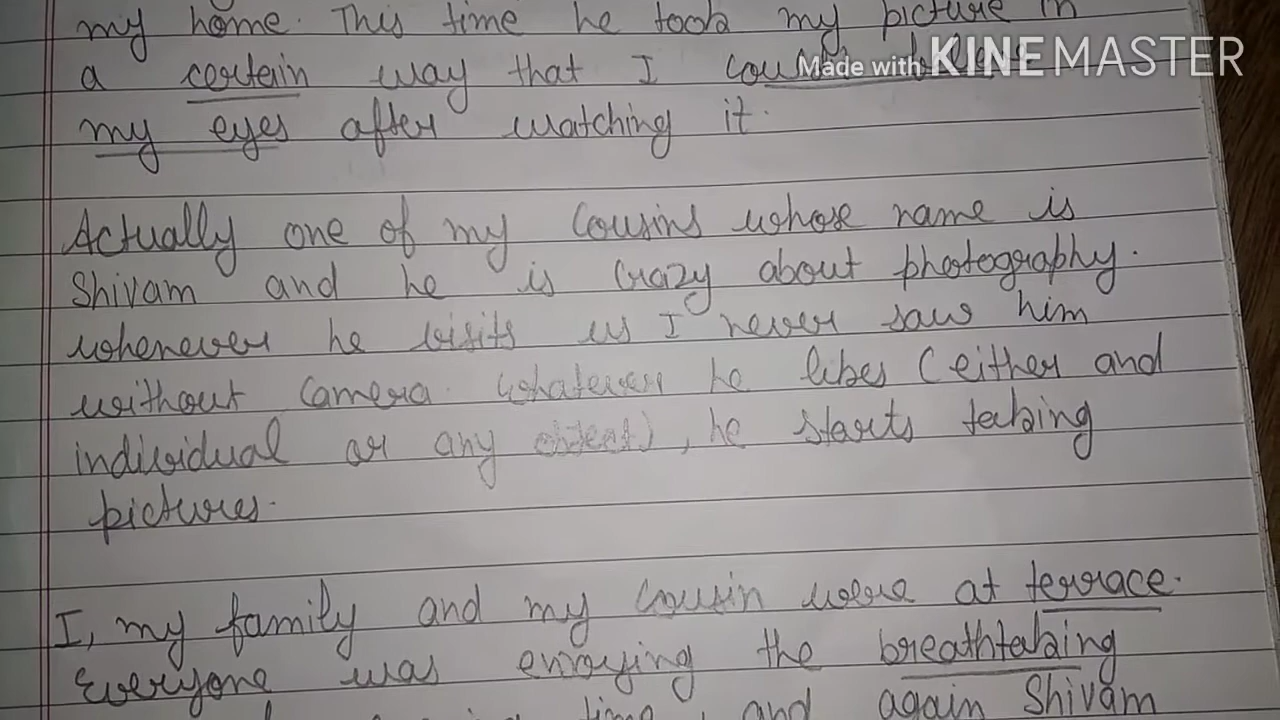 my home. This time he took my picture in
a certain way that I
Made with KINEMASTER
my eyes after watching it.
Actually one of my cousins whose name is
Shivam and he is crazy about photography.
whenever he visits us I never saw him
without camera. Whatever he likes (either and
individual or any object), he starts taking
pictures.
I, my family and my cousin were at terrace.
Everyone was enjoying the breathtaking
time, and again Shivam